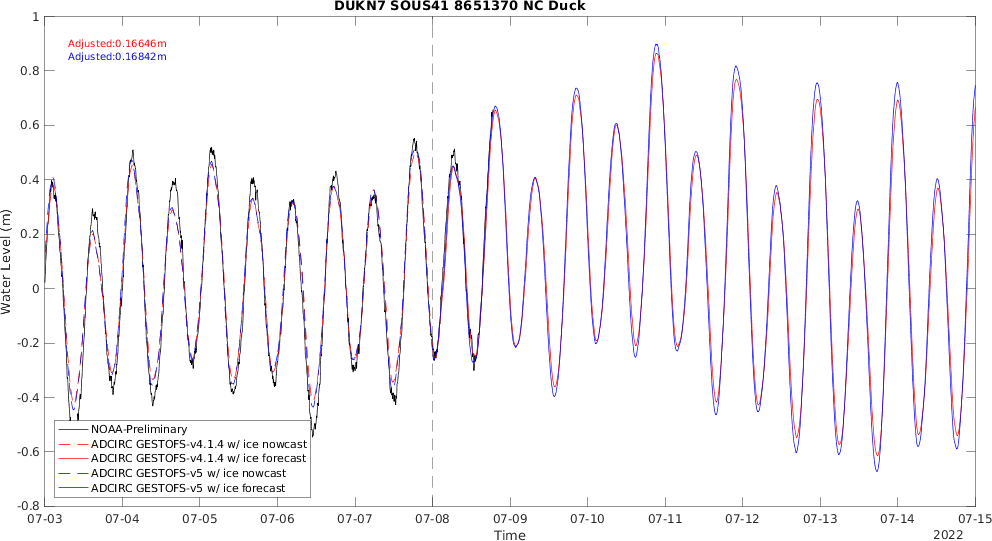 DUKN7 SOUS41 8651370 NC Duck
Adjusted:0.16646m
Adjusted:0.16842m
1
0.8
0.6
0.4
0.2
0
-0.2
-0.4
-0.6
-0.8
Water Level (m)
NOAA-Preliminary
ADCIRC GESTOFS-v4.1.4 w/ ice nowcast
ADCIRC GESTOFS-v4.1.4 w/ ice forecast
ADCIRC GESTOFS-v5 w/ ice nowcast
ADCIRC GESTOFS-v5 w/ ice forecast
07-03 07-04 07-05 07-06 07-07 07-08 07-09 07-10 07-11 07-12 07-13 07-14 07-15
Time
2022